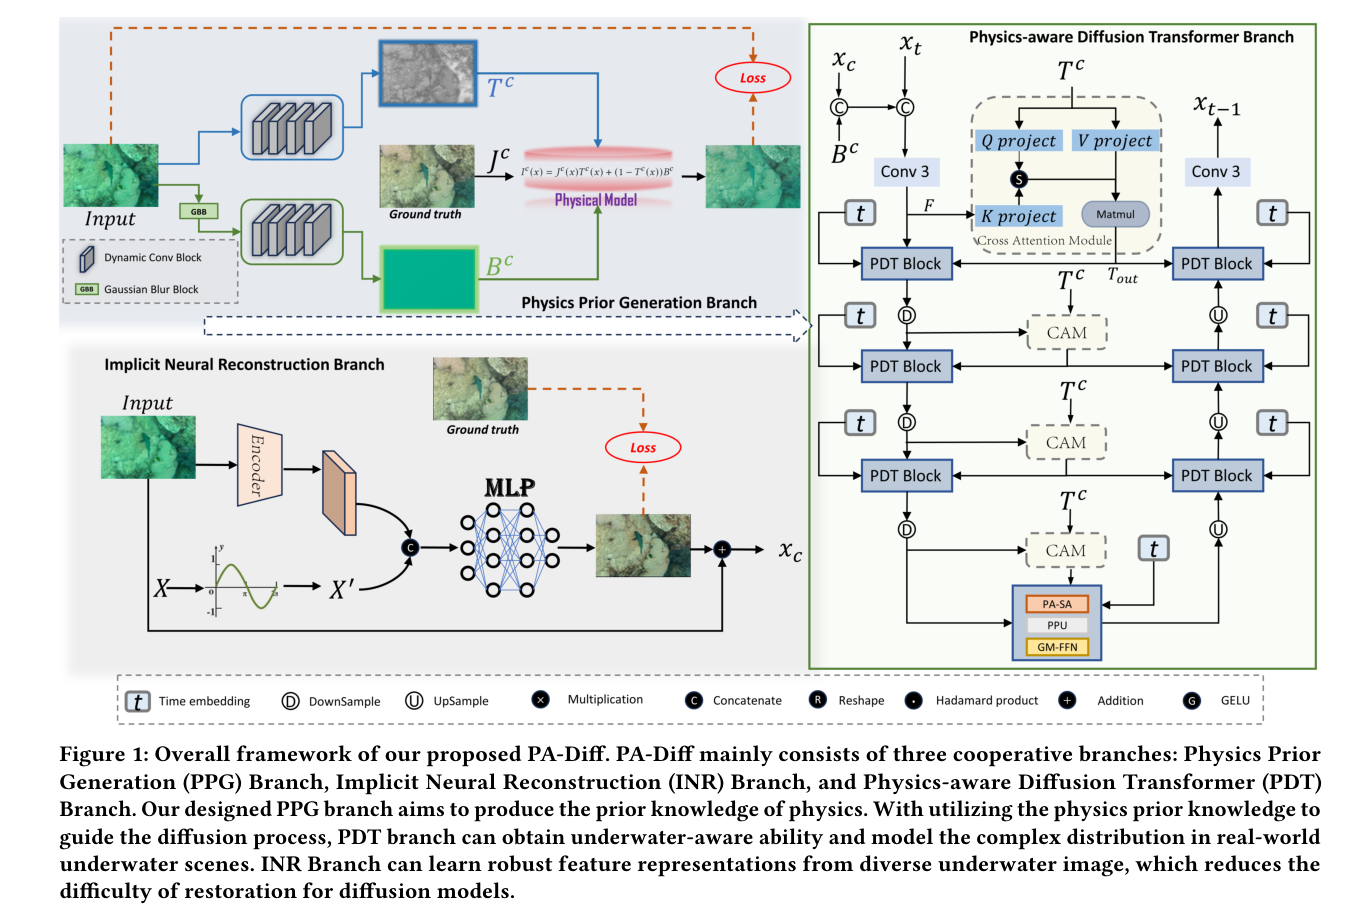 Loss
T^c
Input
GBB
Ground truth
J^c
I^c(x) = J^c(x)T^c(x) + (1 − T^c(x))B^c
Physical Model
Dynamic Conv Block
GBB
Gaussian Blur Block
B^c
Physics Prior Generation Branch
Implicit Neural Reconstruction Branch
Input
Encoder
Ground truth
Loss
MLP
C
X
y
1
0
π
-1
X′
+
x_c
Physics-aware Diffusion Transformer Branch
x_c
x_t
C
C
B^c
T^c
Q project
V project
S
K project
Matmul
Cross Attention Module
x_{t−1}
Conv 3
Conv 3
F
t
t
PDT Block
T_out
PDT Block
D
T^c
t
CAM
U
t
PDT Block
PDT Block
D
T^c
t
CAM
U
t
PDT Block
PDT Block
D
T^c
CAM
t
U
PA-SA
PPU
GM-FFN
t Time embedding
D DownSample
U UpSample
× Multiplication
C Concatenate
R Reshape
· Hadamard product
+ Addition
G GELU
Figure 1: Overall framework of our proposed PA-Diff. PA-Diff mainly consists of three cooperative branches: Physics Prior
Generation (PPG) Branch, Implicit Neural Reconstruction (INR) Branch, and Physics-aware Diffusion Transformer (PDT)
Branch. Our designed PPG branch aims to produce the prior knowledge of physics. With utilizing the physics prior knowledge to
guide the diffusion process, PDT branch can obtain underwater-aware ability and model the complex distribution in real-world
underwater scenes. INR Branch can learn robust feature representations from diverse underwater image, which reduces the
difficulty of restoration for diffusion models.